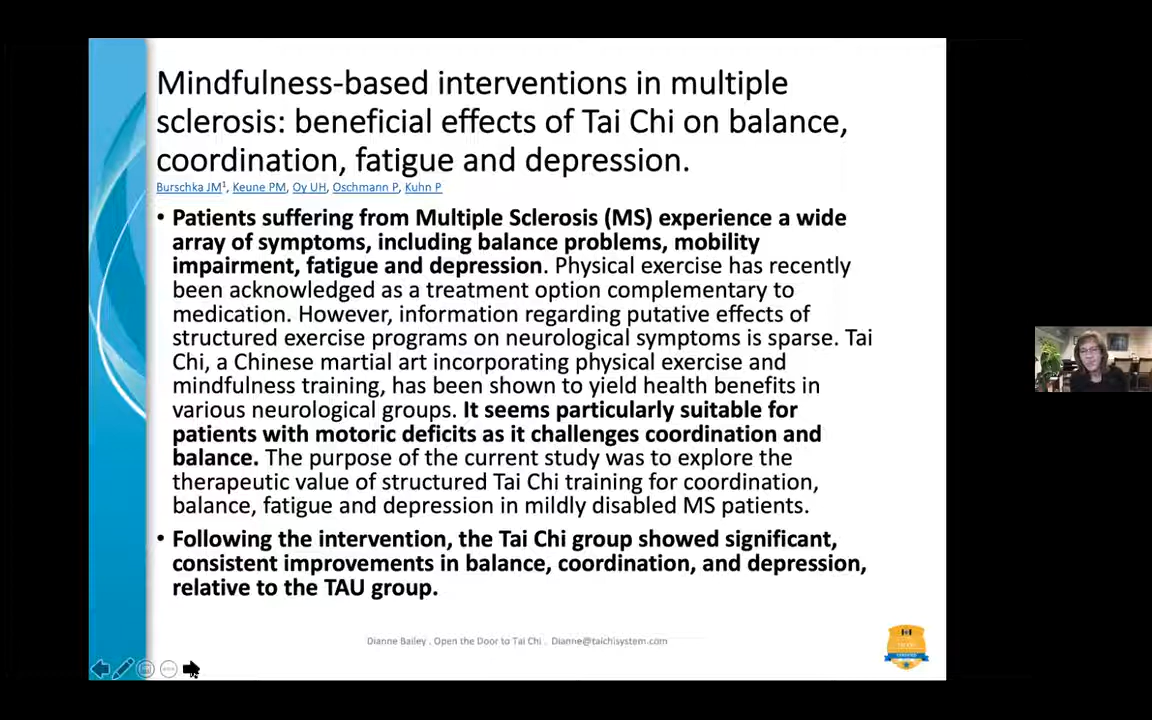 Mindfulness-based interventions in multiple
sclerosis: beneficial effects of Tai Chi on balance,
coordination, fatigue and depression.
Burschka JM¹, Keune PM, Oy UH, Oschmann P, Kuhn P
• Patients suffering from Multiple Sclerosis (MS) experience a wide
array of symptoms, including balance problems, mobility
impairment, fatigue and depression. Physical exercise has recently
been acknowledged as a treatment option complementary to
medication. However, information regarding putative effects of
structured exercise programs on neurological symptoms is sparse. Tai
Chi, a Chinese martial art incorporating physical exercise and
mindfulness training, has been shown to yield health benefits in
various neurological groups. It seems particularly suitable for
patients with motoric deficits as it challenges coordination and
balance. The purpose of the current study was to explore the
therapeutic value of structured Tai Chi training for coordination,
balance, fatigue and depression in mildly disabled MS patients.
• Following the intervention, the Tai Chi group showed significant,
consistent improvements in balance, coordination, and depression,
relative to the TAU group.
Dianne Bailey . Open the Door to Tai Chi . Dianne@taichisystem.com